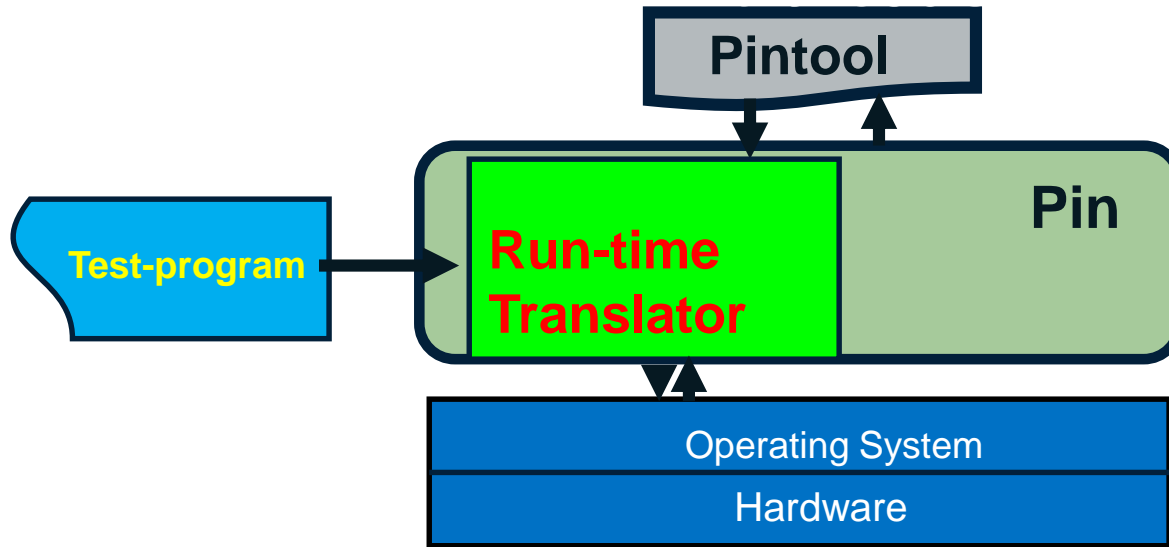 Pintool
Pin
Test-program
Run-time
Translator
Operating System
Hardware